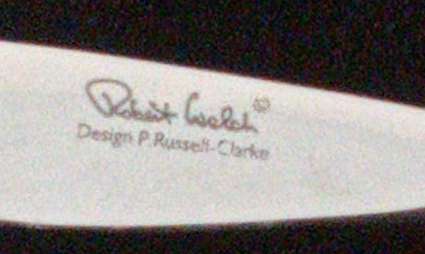 Robert Welch
Design P. Russell-Clarke